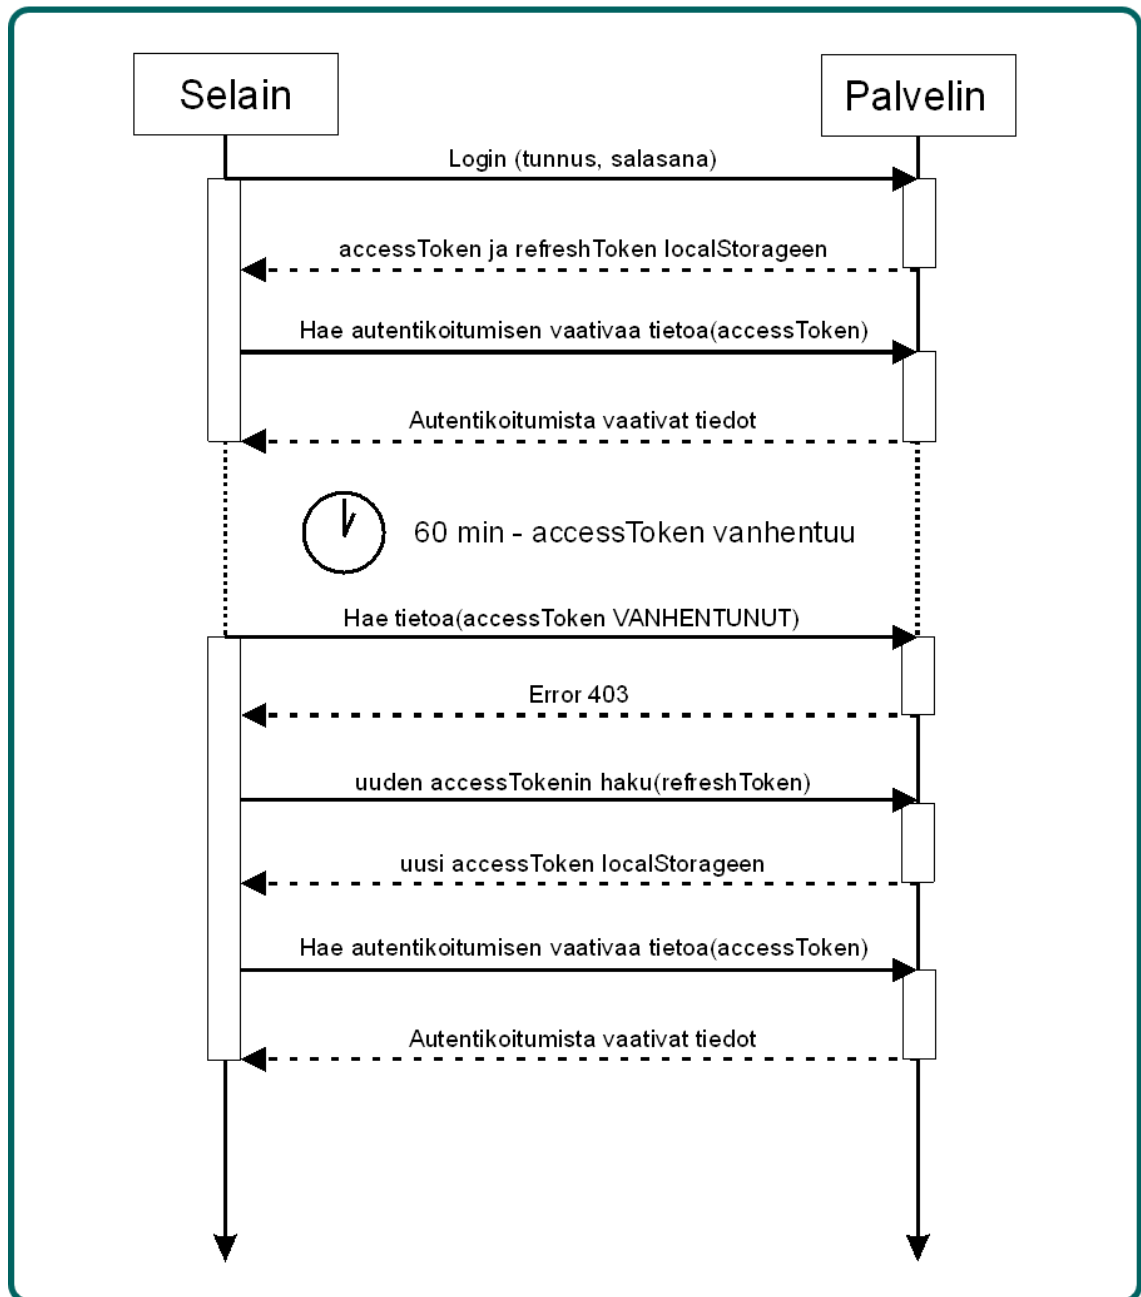 Selain
Palvelin
Login (tunnus, salasana)
accessToken ja refreshToken localStorageen
Hae autentikoitumisen vaativaa tietoa(accessToken)
Autentikoitumista vaativat tiedot
60 min - accessToken vanhentuu
Hae tietoa(accessToken VANHENTUNUT)
Error 403
uuden accessTokenin haku(refreshToken)
uusi accessToken localStorageen
Hae autentikoitumisen vaativaa tietoa(accessToken)
Autentikoitumista vaativat tiedot